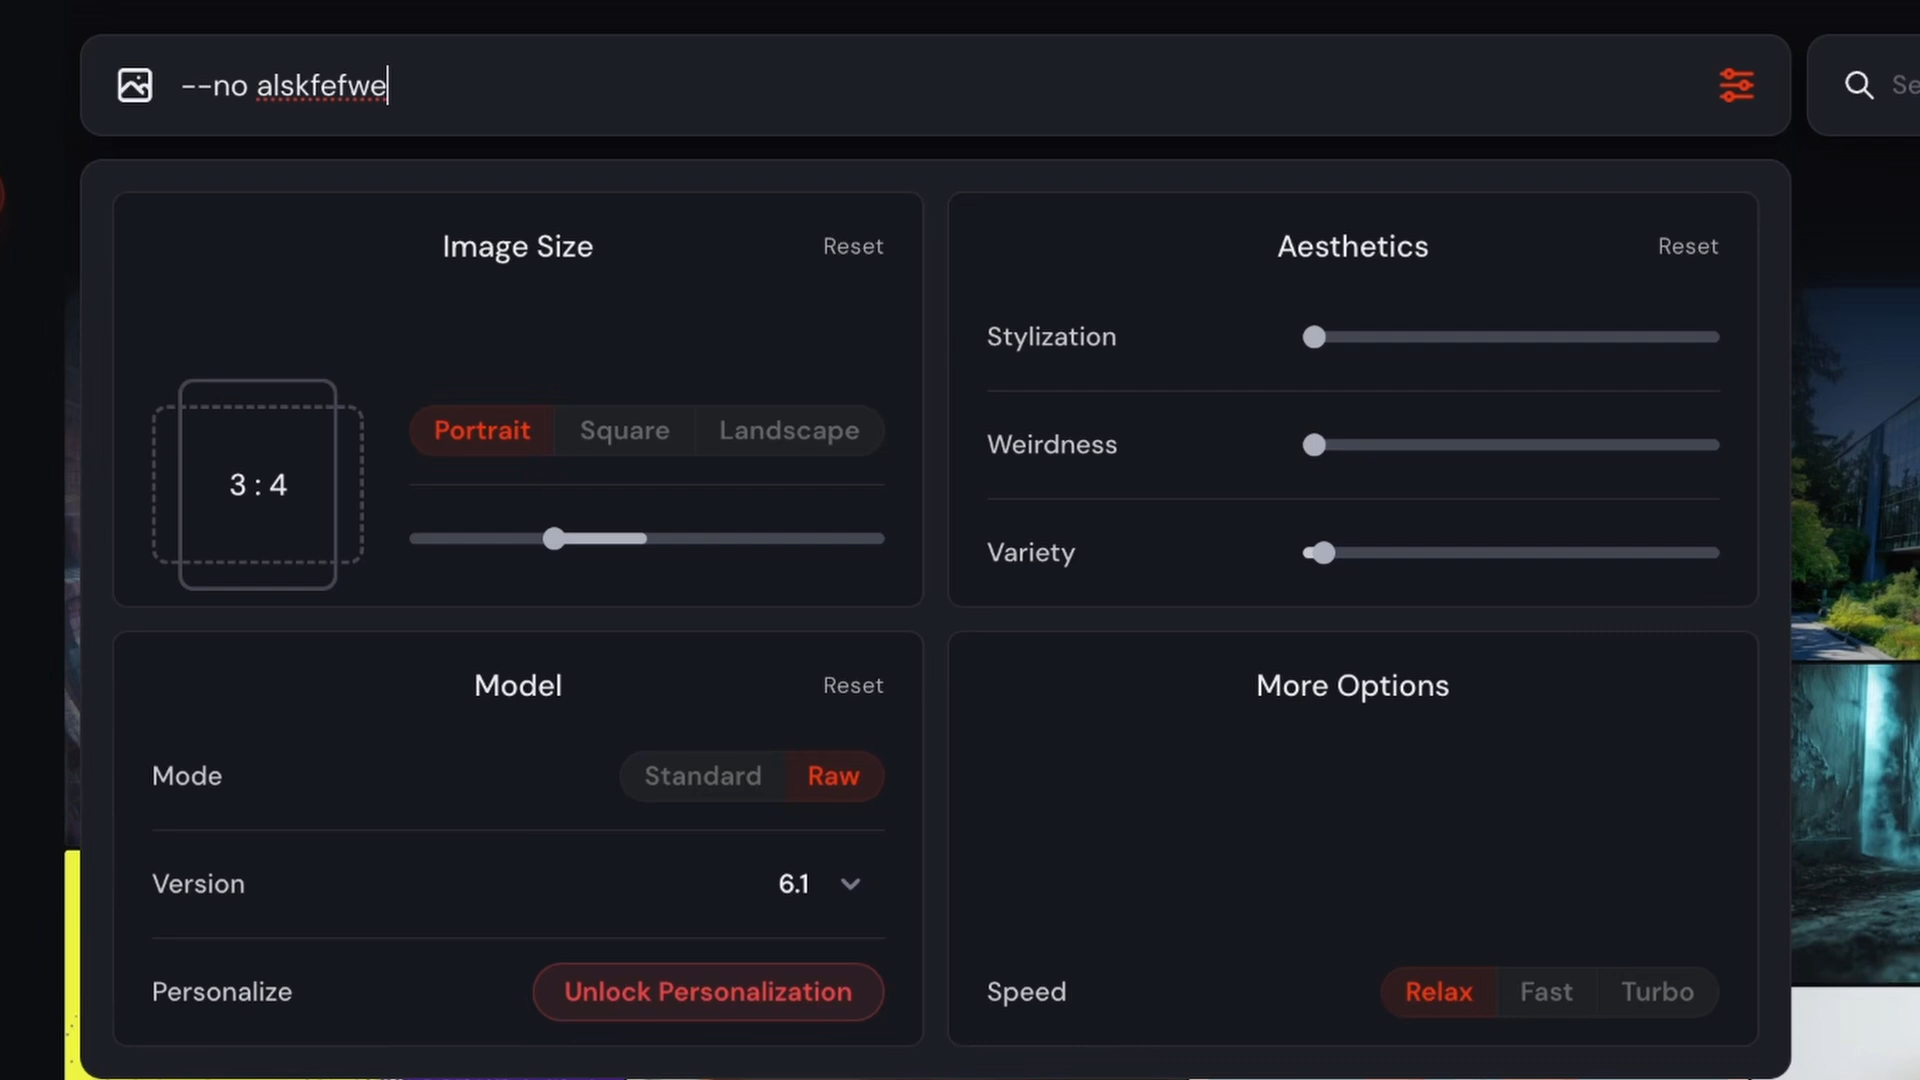 --no alskfefwe
Se
Image Size
Reset
3 : 4
Portrait
Square
Landscape
Aesthetics
Reset
Stylization
Weirdness
Variety
Model
Reset
Mode
Standard
Raw
Version
6.1
Personalize
Unlock Personalization
More Options
Speed
Relax
Fast
Turbo